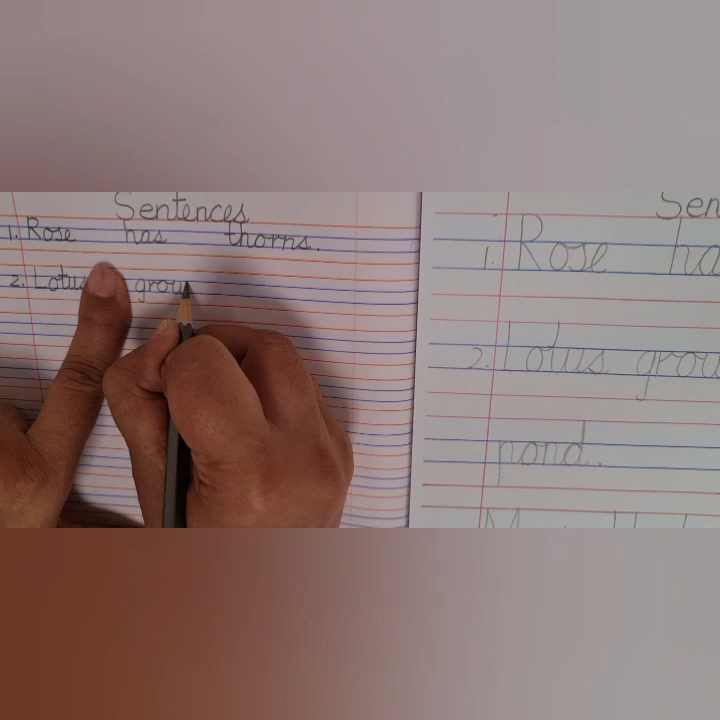 Sentences
1. Rose has thorns.
2. Lotus grow
Sen
1. Rose ha
2. Lotus grow
pond.